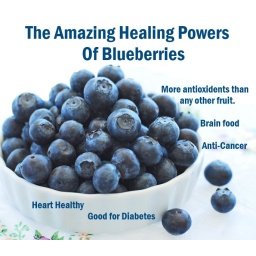 The Amazing Healing Powers
Of Blueberries
More antioxidents than
any other fruit.
Brain food
Anti-Cancer
Heart Healthy
Good for Diabetes